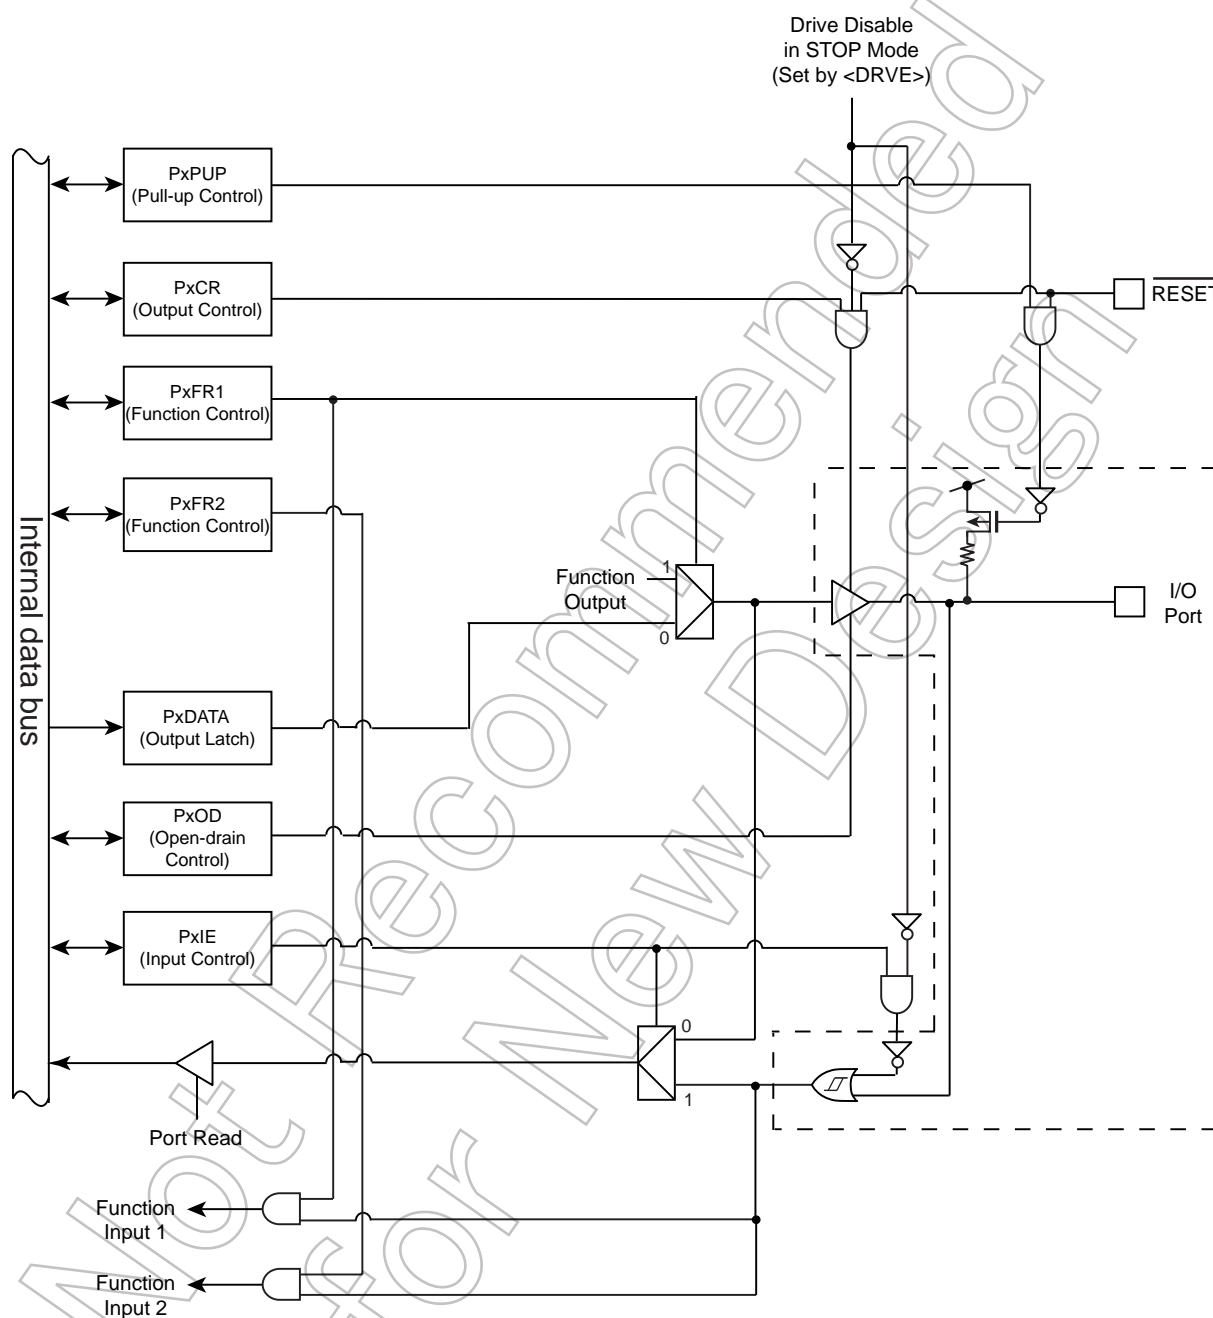 Drive Disable
in STOP Mode
(Set by <DRVE>)
PxPUP
(Pull-up Control)
PxCR
(Output Control)
RESET
PxFR1
(Function Control)
PxFR2
(Function Control)
Internal data bus
1
Function
Output
0
I/O
Port
PxDATA
(Output Latch)
PxOD
(Open-drain
Control)
PxIE
(Input Control)
0
1
Port Read
Function
Input 1
Function
Input 2
Not Recommended
for New Design